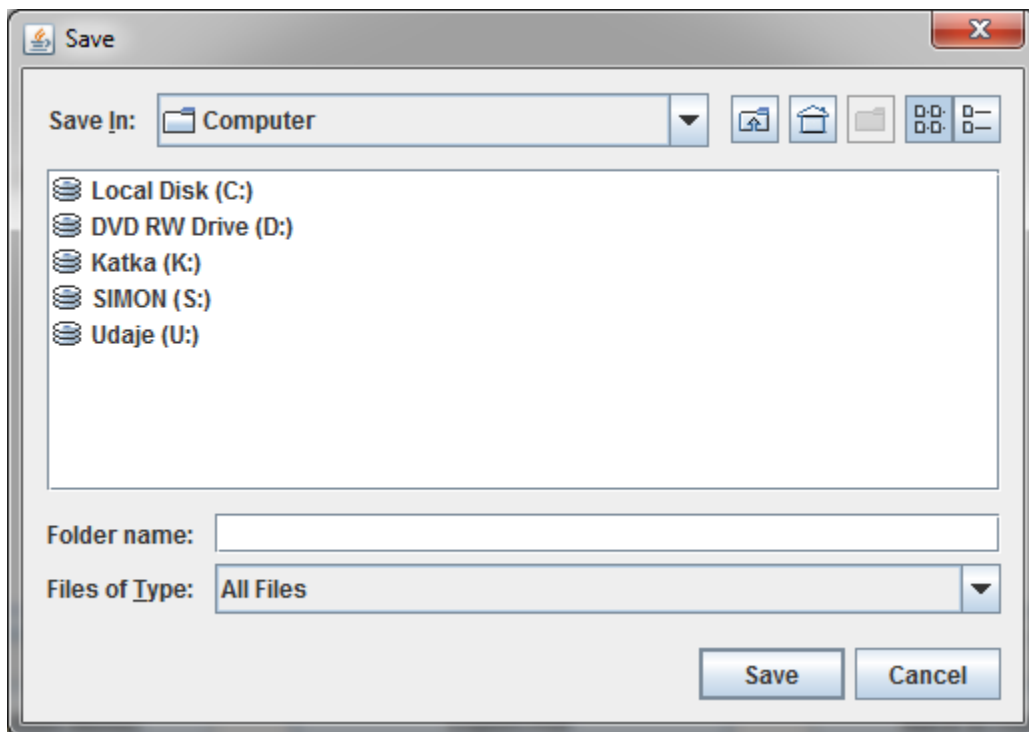 Save
Save In: Computer
Local Disk (C:)
DVD RW Drive (D:)
Katka (K:)
SIMON (S:)
Udaje (U:)
Folder name:
Files of Type: All Files
Save Cancel